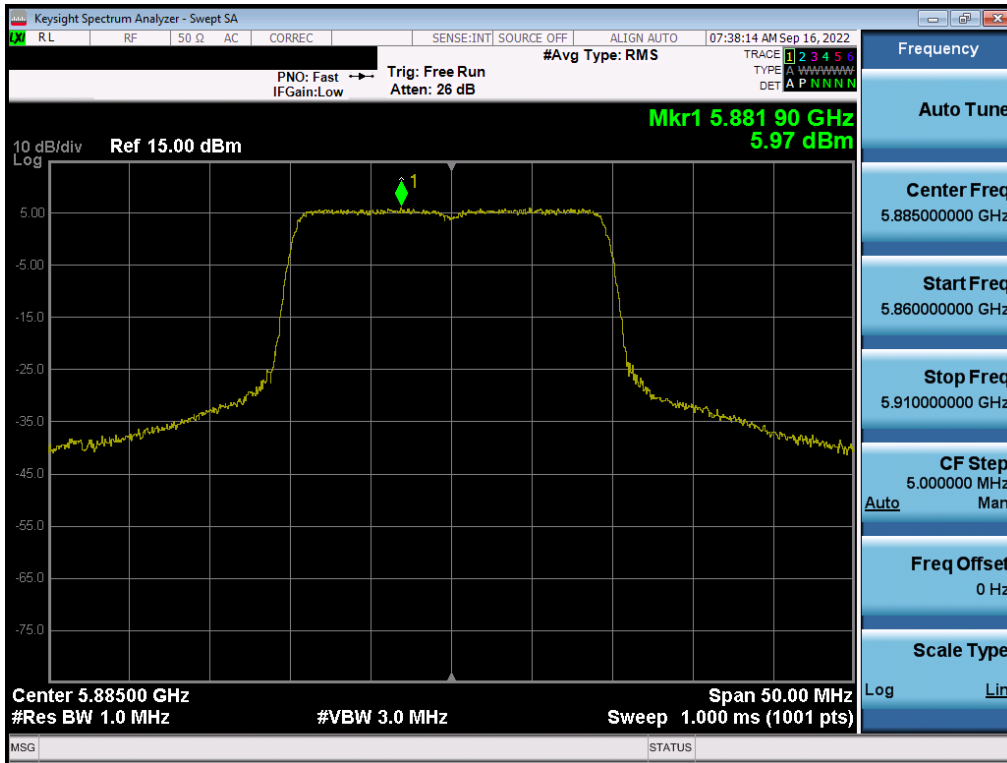 Keysight Spectrum Analyzer - Swept SA
LXI RL RF 50 Ω AC CORREC SENSE:INT SOURCE OFF ALIGN AUTO 07:38:14 AM Sep 16, 2022
PNO: Fast
IFGain:Low
Trig: Free Run
Atten: 26 dB
#Avg Type: RMS
TRACE 1 2 3 4 5 6
TYPE A WWWWW
DET A P N N N N
Mkr1 5.881 90 GHz
5.97 dBm
10 dB/div Ref 15.00 dBm
Log
1
5.00
-5.00
-15.0
-25.0
-35.0
-45.0
-55.0
-65.0
-75.0
Center 5.88500 GHz Span 50.00 MHz
#Res BW 1.0 MHz #VBW 3.0 MHz Sweep 1.000 ms (1001 pts)
MSG STATUS
Frequency
Auto Tune
Center Freq
5.885000000 GHz
Start Freq
5.860000000 GHz
Stop Freq
5.910000000 GHz
CF Step
5.000000 MHz
Auto Man
Freq Offset
0 Hz
Scale Type
Log Lin